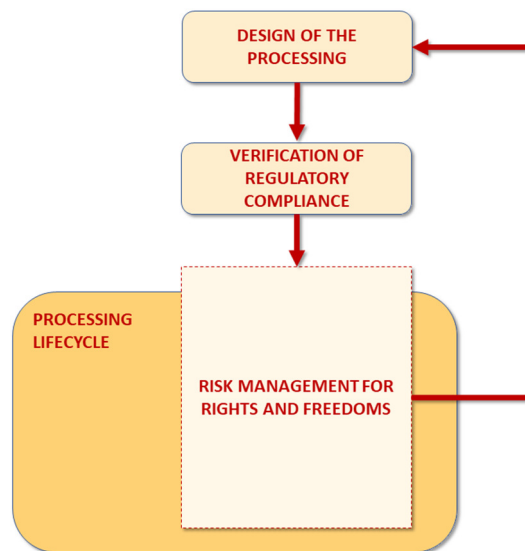 DESIGN OF THE
PROCESSING
VERIFICATION OF
REGULATORY
COMPLIANCE
PROCESSING
LIFECYCLE
RISK MANAGEMENT FOR
RIGHTS AND FREEDOMS